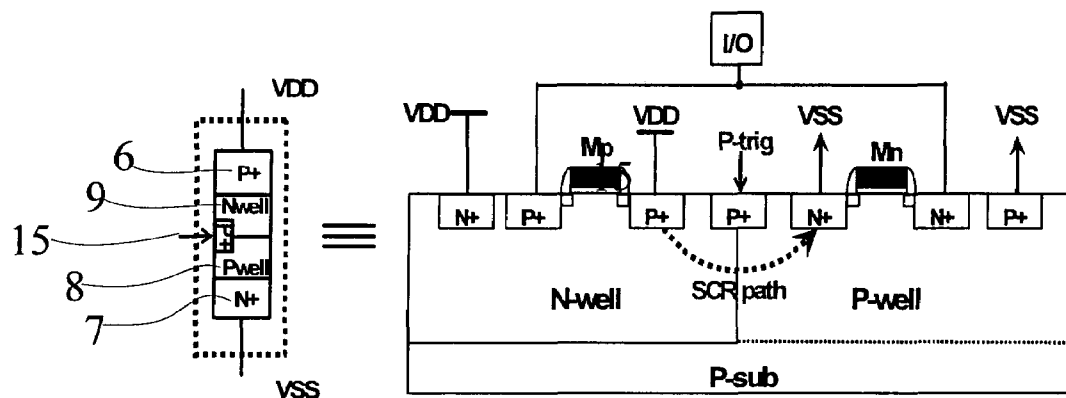 I/O
VDD
VDD
VDD
P-trig
VSS
VSS
Mp
Mn
6
P+
9
Nwell
15
P+
8
Pwell
7
N+
VSS
N+
P+
P+
P+
N+
N+
P+
SCR path
N-well
P-well
P-sub